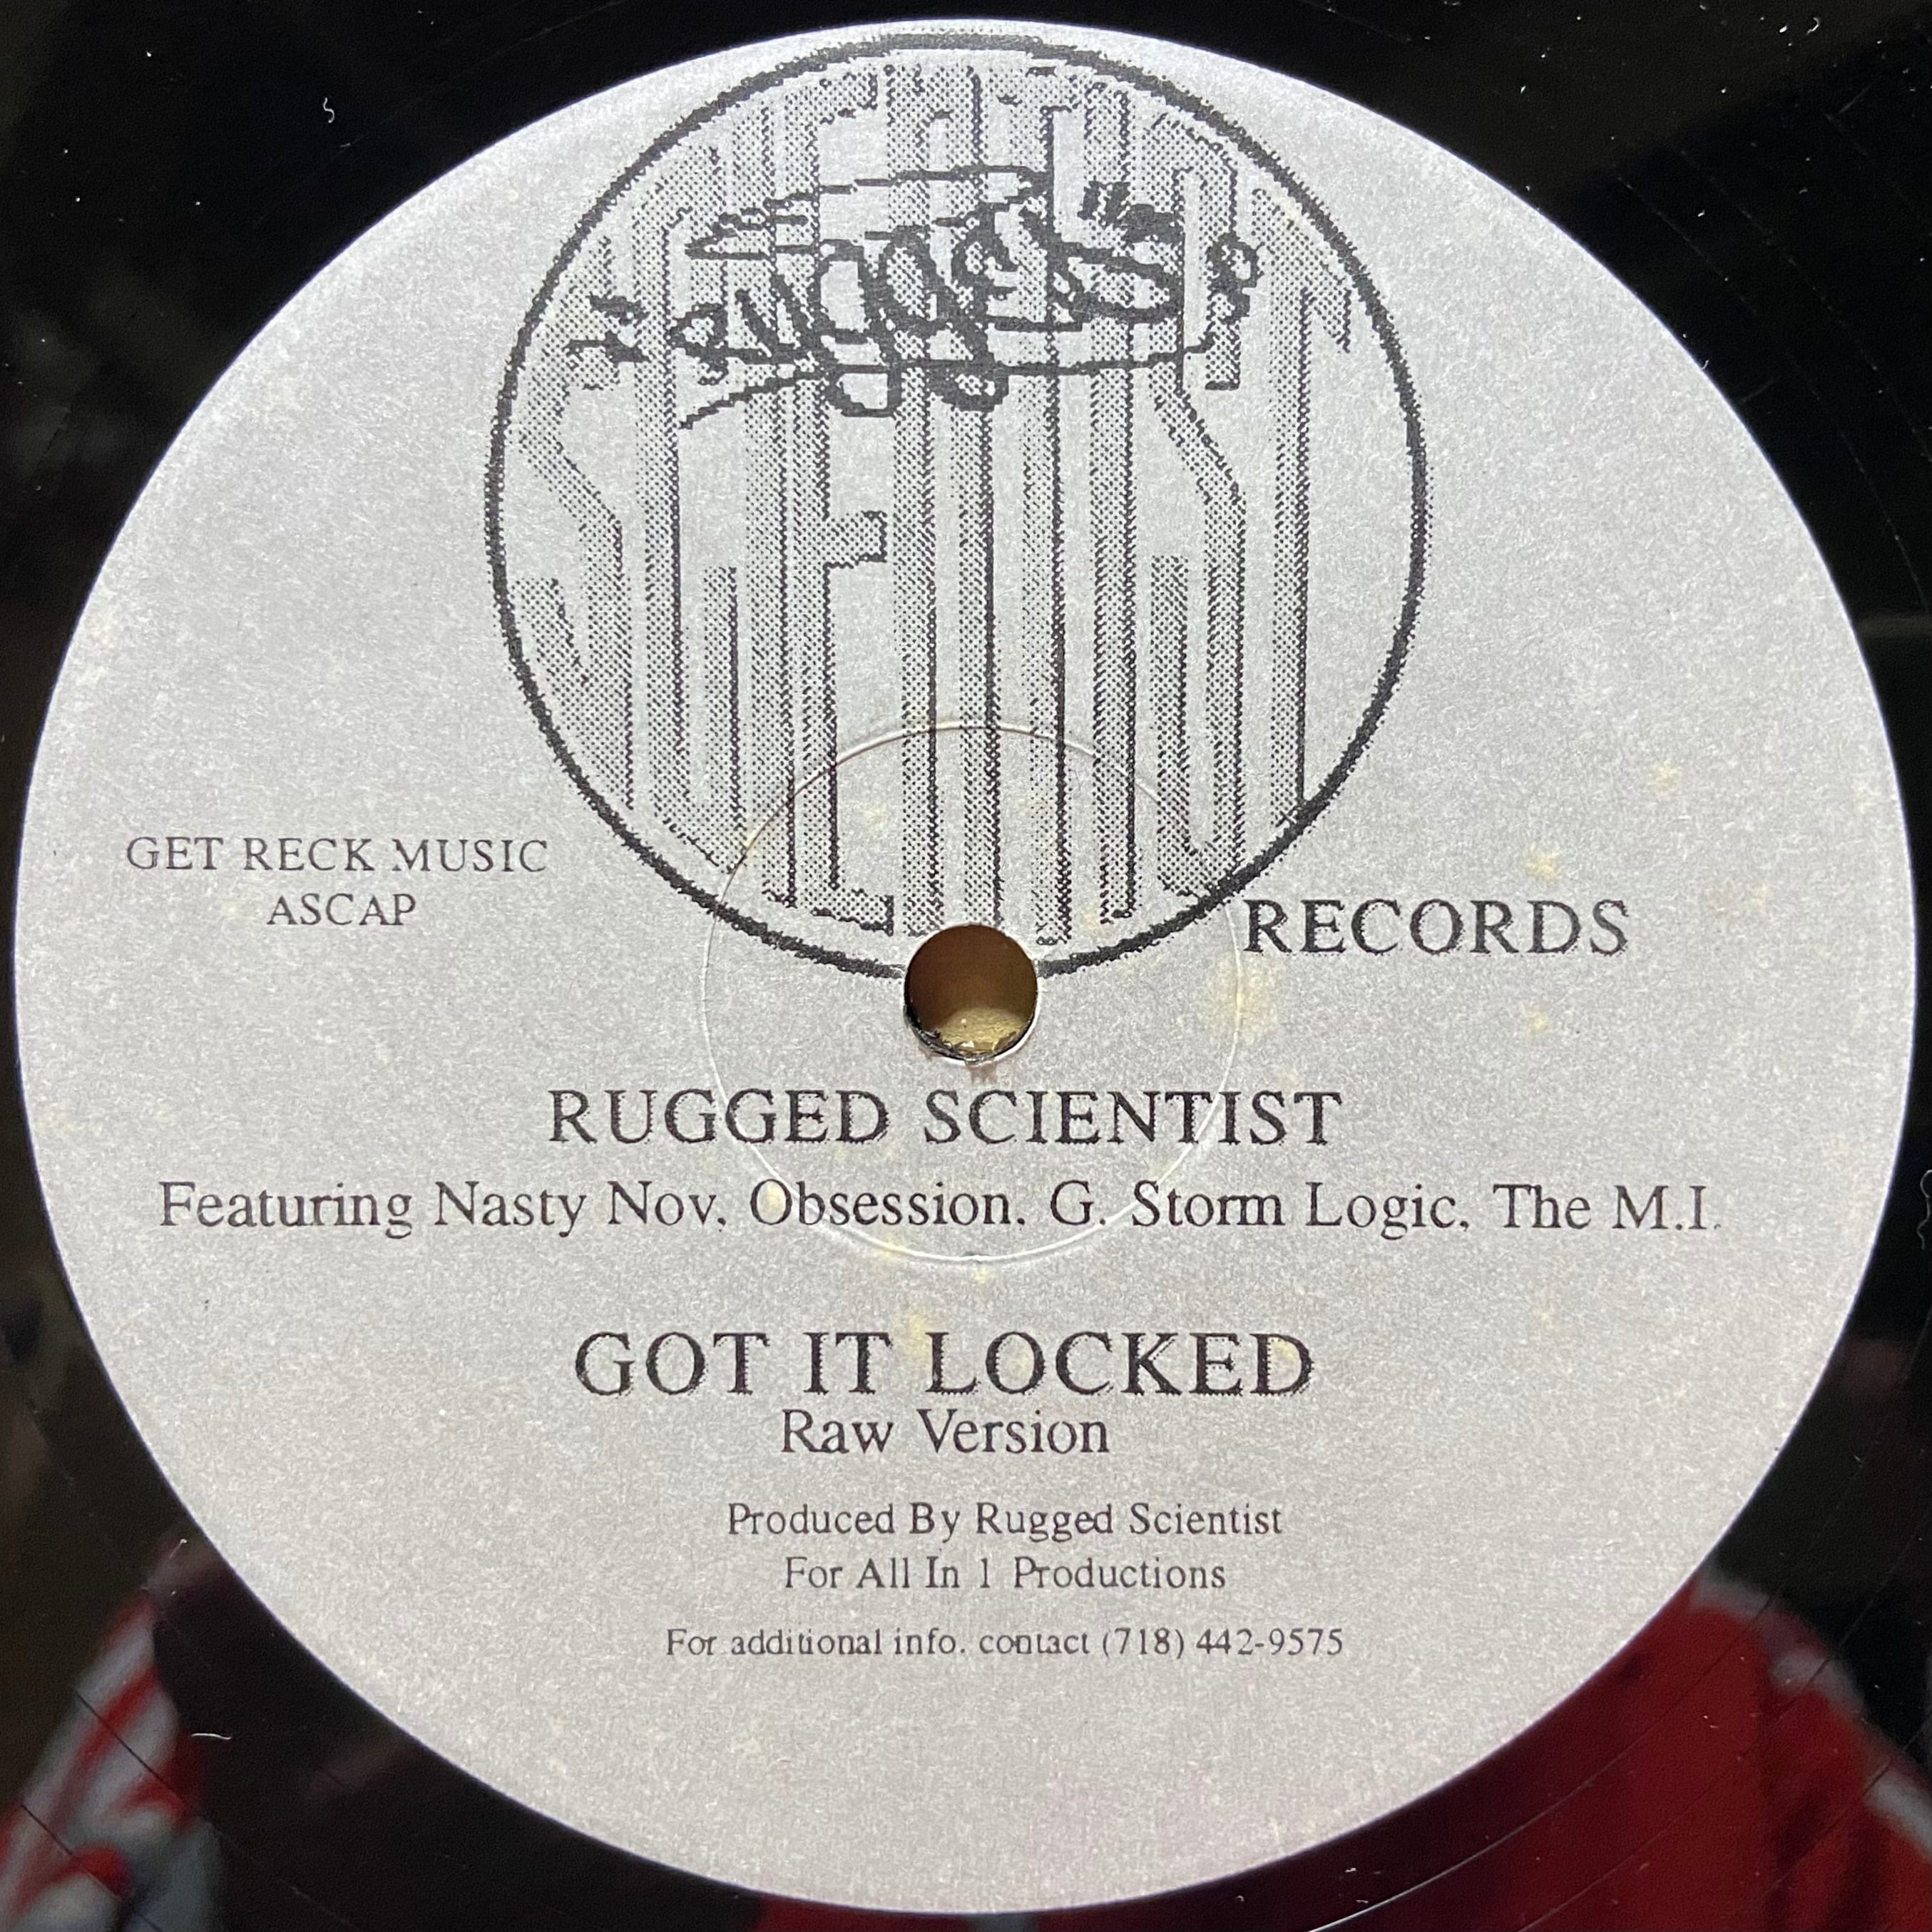 Rugged
SCIENTIST
GET RECK MUSIC
ASCAP
RECORDS
RUGGED SCIENTIST
Featuring Nasty Nov, Obsession, G. Storm Logic, The M.I.
GOT IT LOCKED
Raw Version
Produced By Rugged Scientist
For All In 1 Productions
For additional info. contact (718) 442-9575